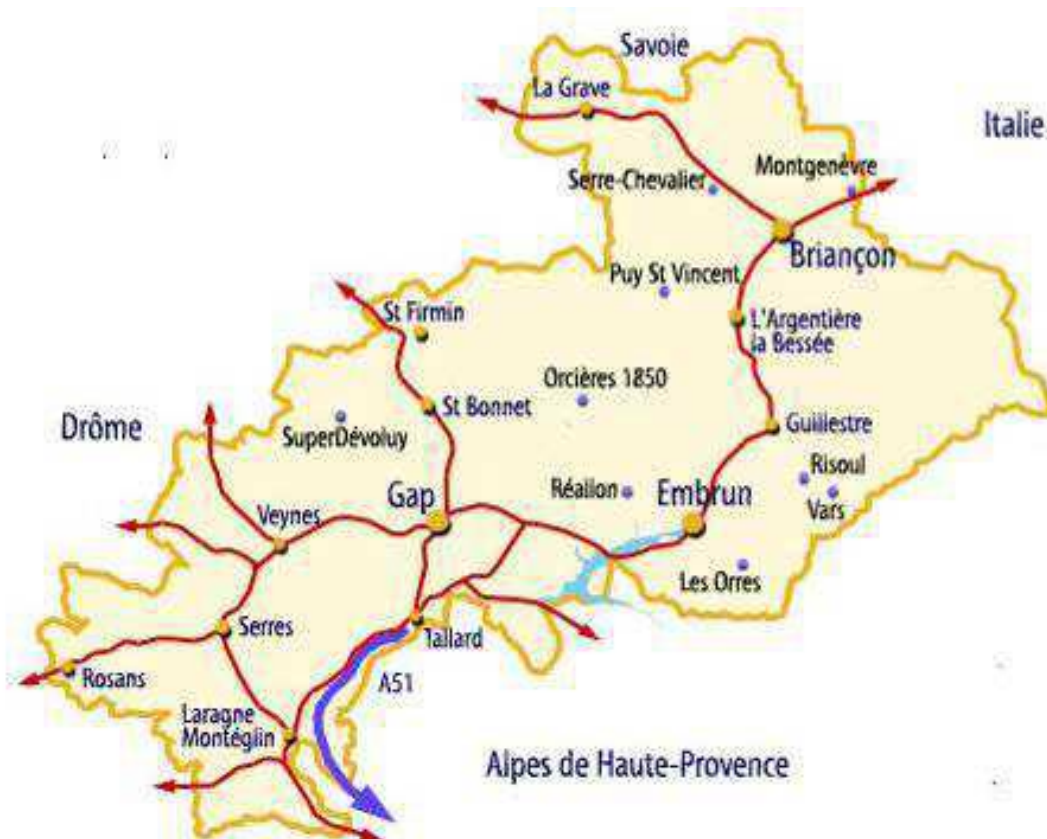 Savoie
La Grave
Italie
Montgenèvre
Serre-Chevalier
Briançon
Puy St Vincent
St Firmin
L'Argentière
la Bessée
Orcières 1850
St Bonnet
Drôme
SuperDévoluy
Guillestre
Risoul
Gap
Réallon
Embrun
Vars
Veynes
Les Orres
Serres
Tallard
Rosans
A51
Laragne
Montéglin
Alpes de Haute-Provence